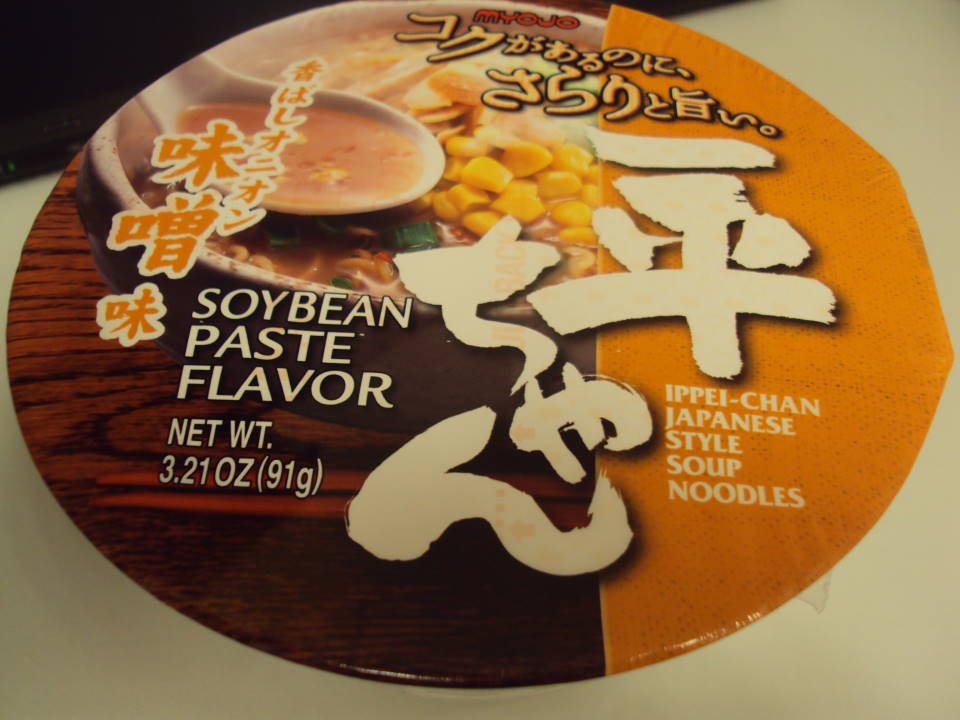 MYOJO
コクがあるのに、
さらりと旨い。
香ばしオニオン
味噌味
一平
ちゃん
SOYBEAN
PASTE
FLAVOR
NET WT.
3.21 OZ (91g)
IPPEI-CHAN
JAPANESE
STYLE
SOUP
NOODLES